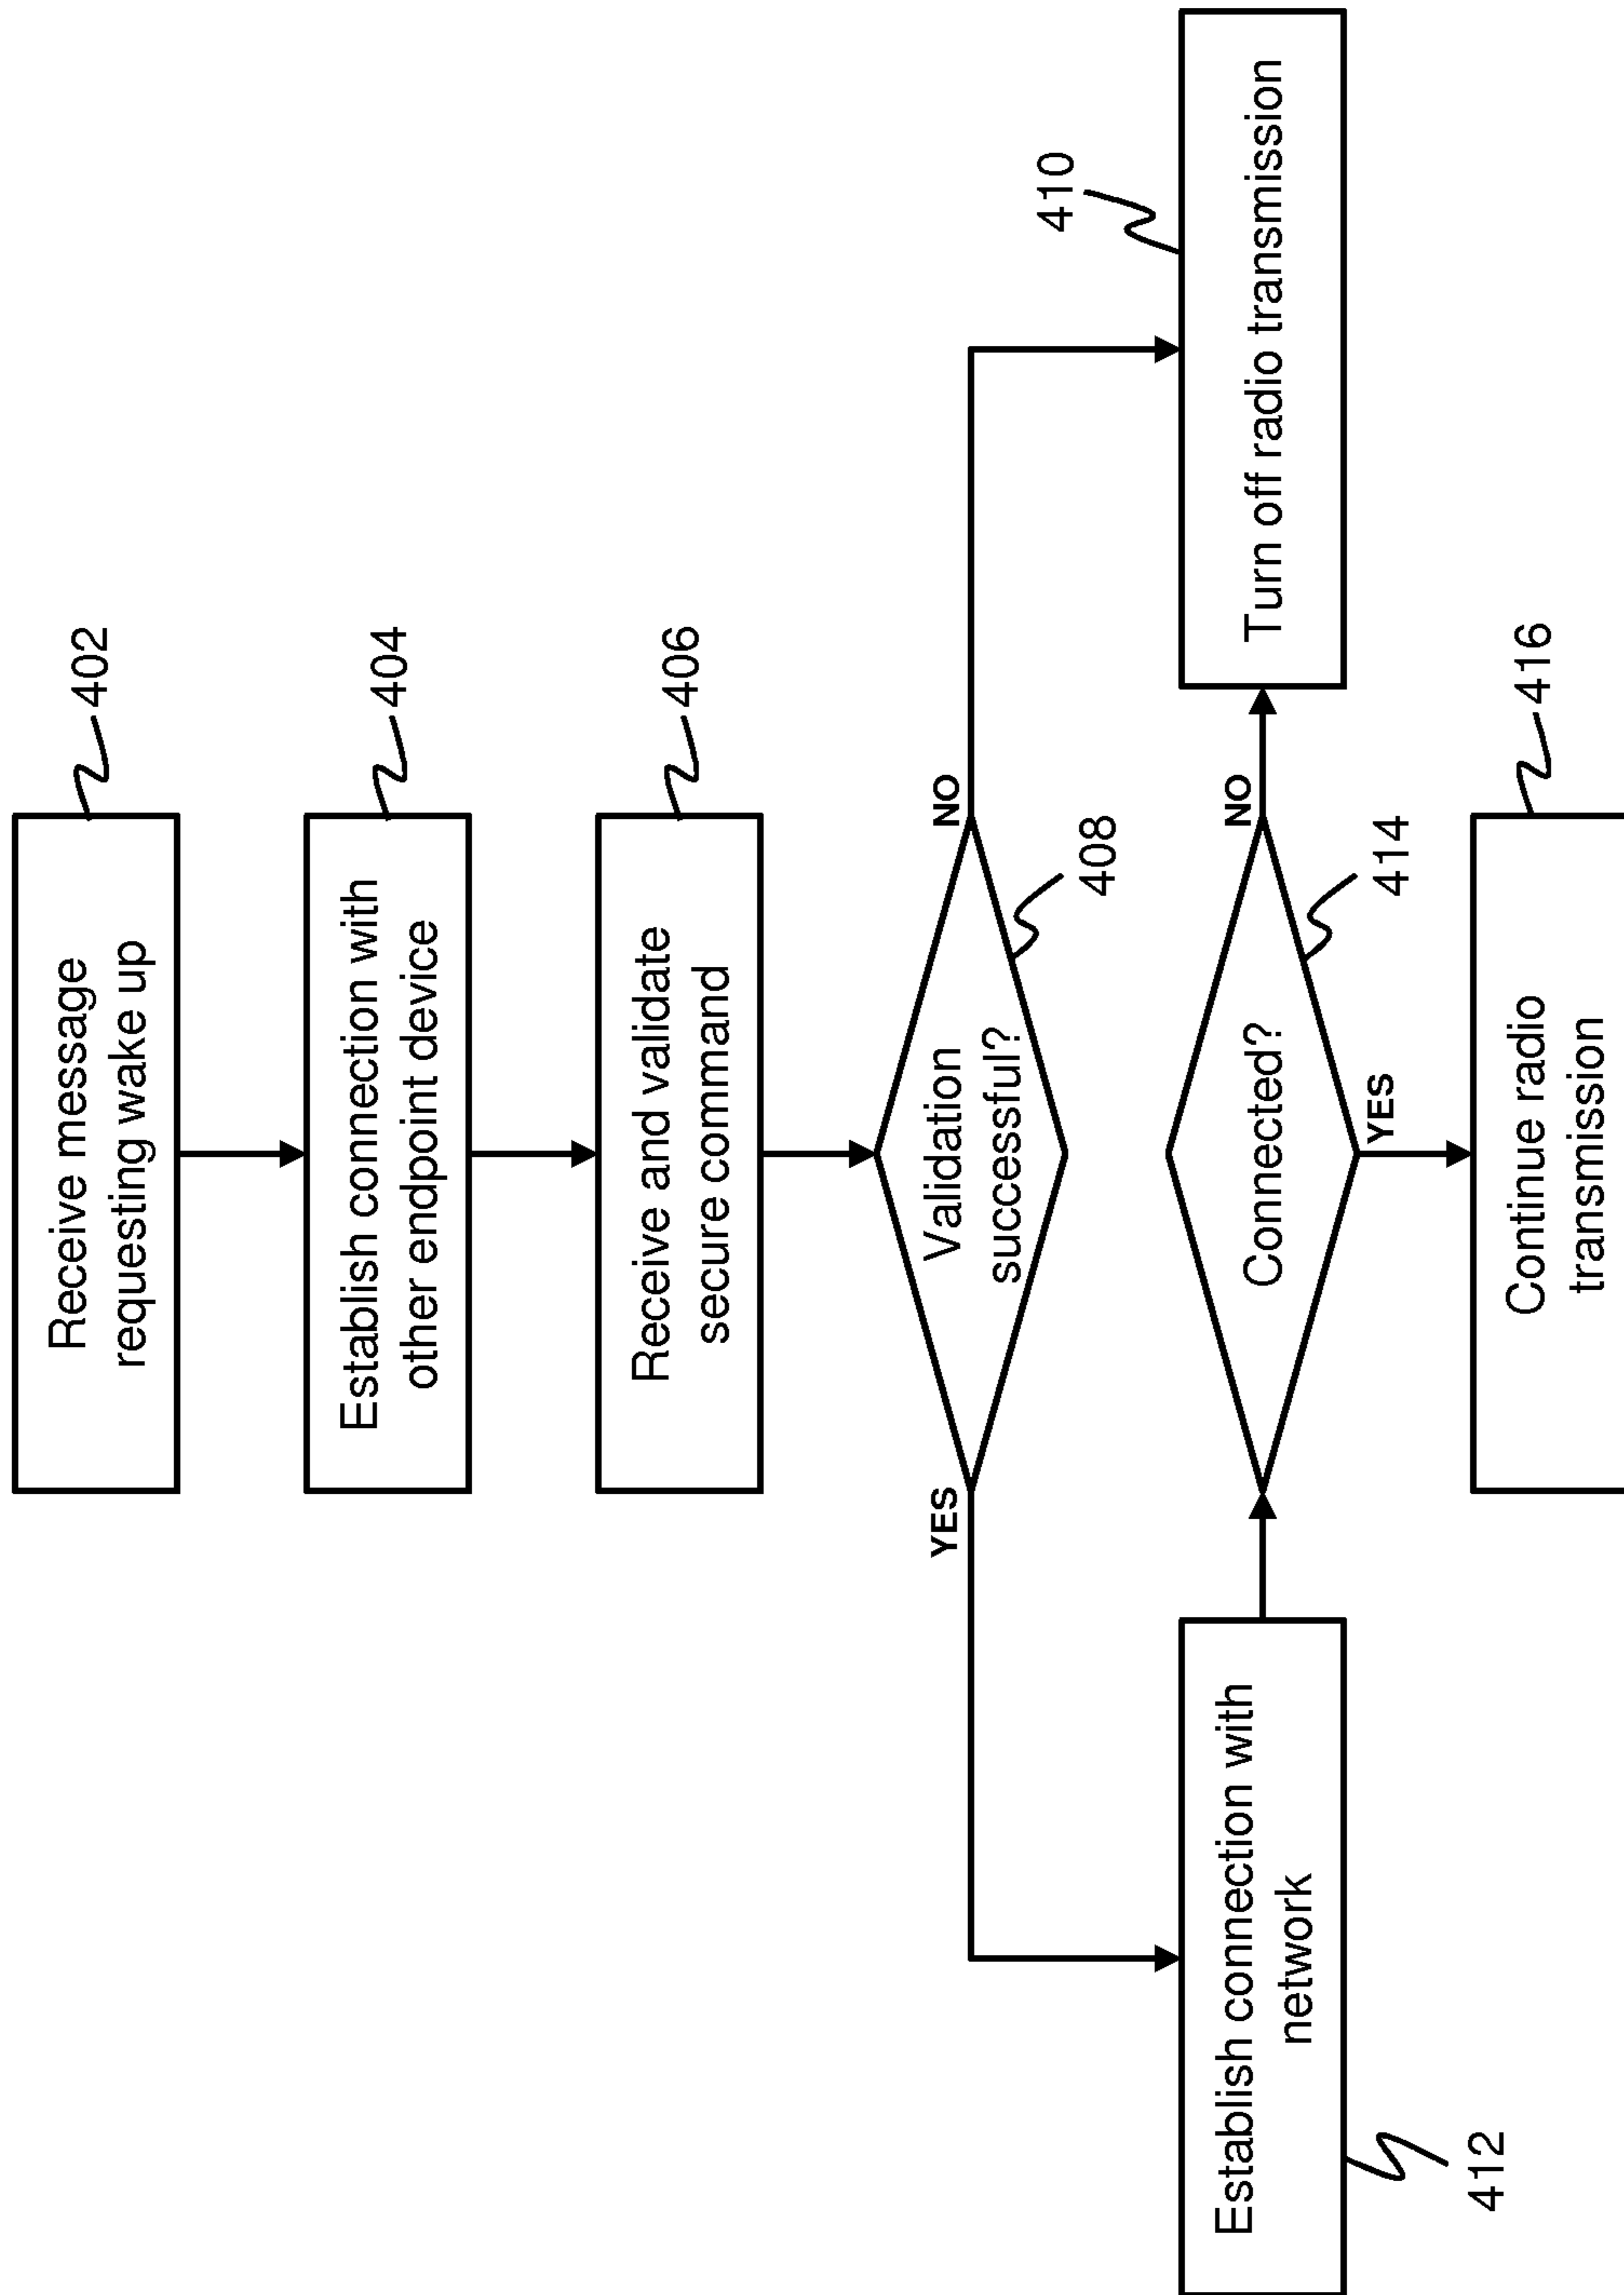 Receive message
requesting wake up
402
Establish connection with
other endpoint device
404
Receive and validate
secure command
406
Validation
successful?
408
YES
NO
Establish connection with
network
412
Connected?
414
NO
YES
Turn off radio transmission
410
Continue radio
transmission
416